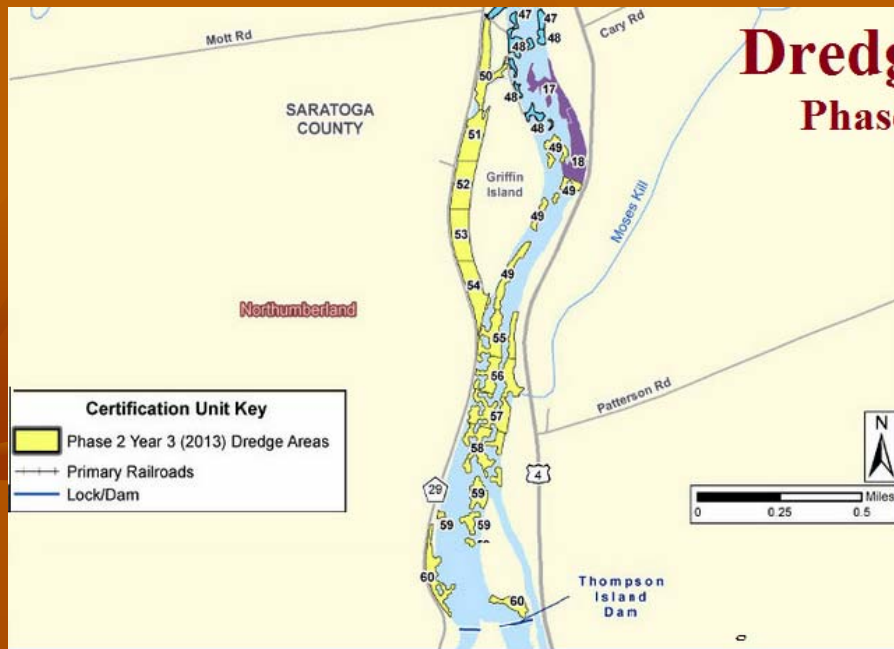 Dredg
Phase
Mott Rd
Cary Rd
47
47
48
48
50
17
48
48
SARATOGA
COUNTY
51
49
18
52
Griffin
Island
49
49
Moses Kill
53
49
54
Northumberland
55
56
Patterson Rd
57
58
Certification Unit Key
Phase 2 Year 3 (2013) Dredge Areas
Primary Railroads
Lock/Dam
29
4
N
Miles
0
0.25
0.5
59
59
59
60
60
Thompson
Island
Dam